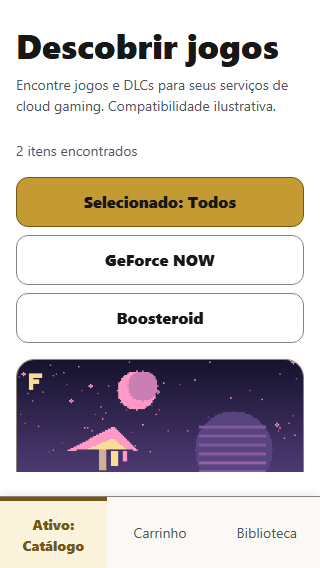 Descobrir jogos
Encontre jogos e DLCs para seus serviços de
cloud gaming. Compatibilidade ilustrativa.
2 itens encontrados
Selecionado: Todos
GeForce NOW
Boosteroid
F
Ativo:
Catálogo
Carrinho
Biblioteca